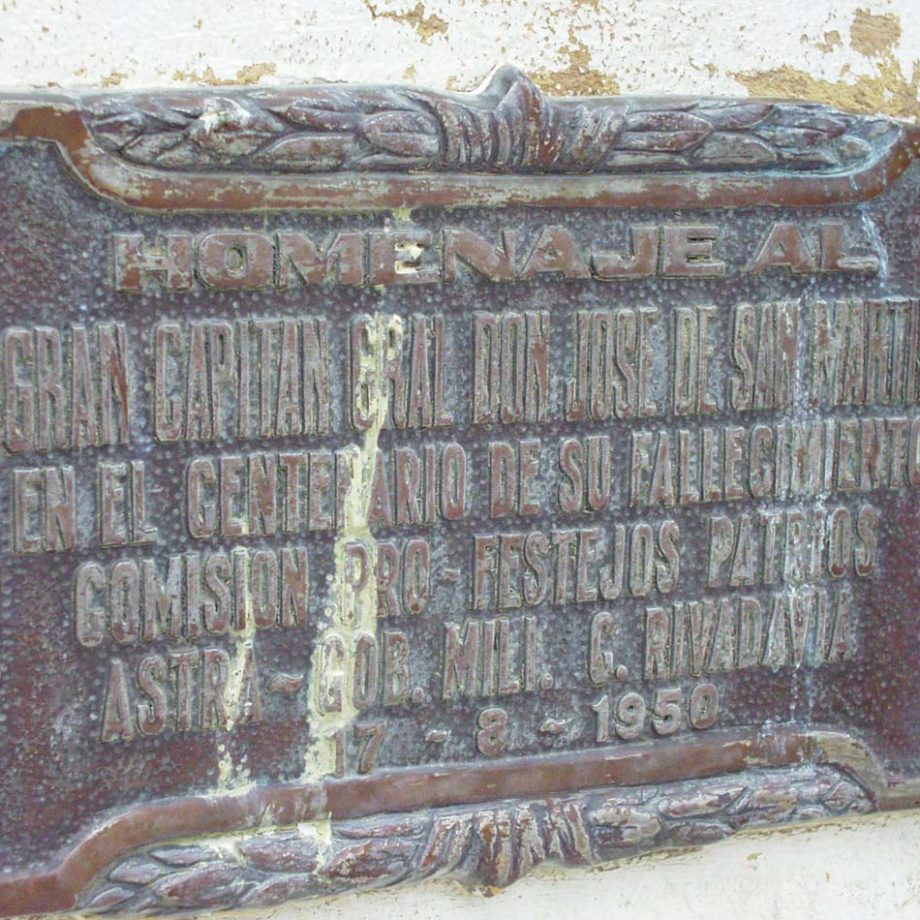 HOMENAJE AL
GRAN CAPITAN GRAL DON JOSE DE SAN MARTIN
EN EL CENTENARIO DE SU FALLECIMIENTO
COMISION PRO-FESTEJOS PATRIOS
ASTRA - GOB. MILI. C. RIVADAVIA
17 - 8 - 1950